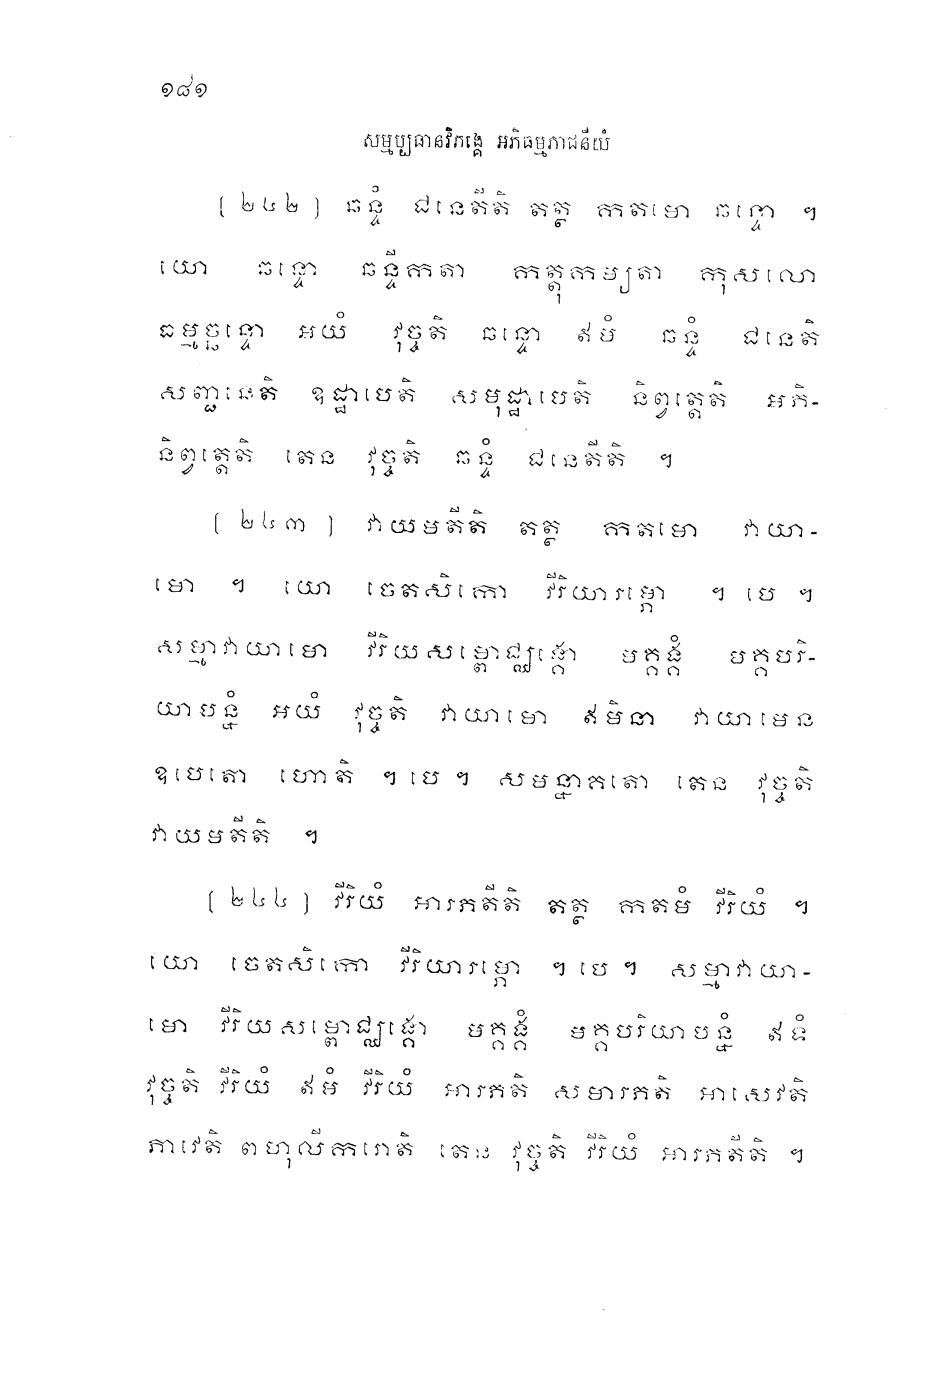 ១៨១
សម្មប្បធានវិភង្គេ អភិធម្មភាជនីយំ
[ ២៤២ ] ឆន្ទំ ជនេតីតិ តត្ថ កតមោ ឆន្ទោ ។
យោ ឆន្ទោ ឆន្ទីកតា កត្តុកម្យតា កុសលោ
ធម្មច្ឆន្ទោ អយំ វុច្ចតិ ឆន្ទោ ឥមំ ឆន្ទំ ជនេតិ
សញ្ជនេតិ ឧដ្ឋាបេតិ សមុដ្ឋាបេតិ និព្វត្តេតិ អភិ-
និព្វត្តេតិ តេន វុច្ចតិ ឆន្ទំ ជនេតីតិ ។
[ ២៤៣ ] វាយមតីតិ តត្ថ កតមោ វាយា-
មោ ។ យោ ចេតសិកោ វីរិយារម្ភោ ។ បេ ។
សម្មាវាយាមោ វីរិយសម្ពោជ្ឈង្គោ មគ្គង្គំ មគ្គបរិ-
យាបន្នំ អយំ វុច្ចតិ វាយាមោ ឥមិនា វាយាមេន
ឧបេតោ ហោតិ ។ បេ ។ សមន្នាគតោ តេន វុច្ចតិ
វាយមតីតិ ។
[ ២៤៤ ] វីរិយំ អារភតីតិ តត្ថ កតមំ វីរិយំ ។
យោ ចេតសិកោ វីរិយារម្ភោ ។ បេ ។ សម្មាវាយា-
មោ វីរិយសម្ពោជ្ឈង្គោ មគ្គង្គំ មគ្គបរិយាបន្នំ ឥទំ
វុច្ចតិ វីរិយំ ឥមំ វីរិយំ អារភតិ សមារភតិ អាសេវតិ
ភាវេតិ ពហុលីករោតិ តេន វុច្ចតិ វីរិយំ អារភតីតិ ។